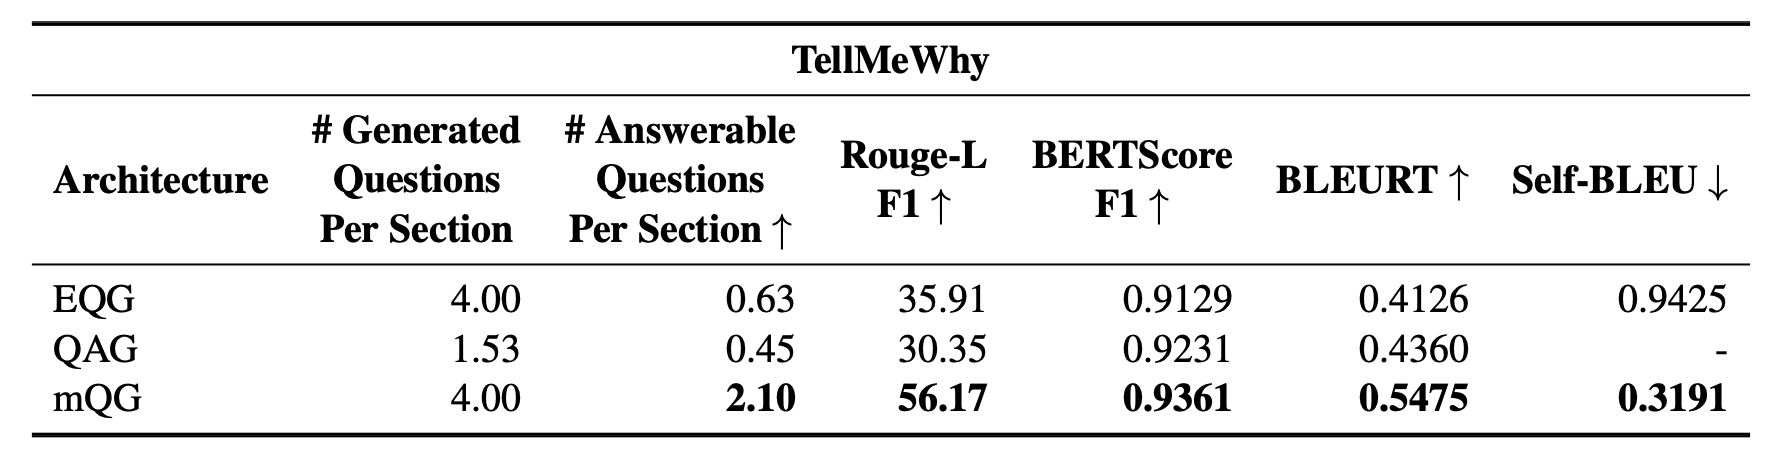 TellMeWhy
Architecture # Generated Questions Per Section # Answerable Questions Per Section ↑ Rouge-L F1 ↑ BERTScore F1 ↑ BLEURT ↑ Self-BLEU ↓
EQG 4.00 0.63 35.91 0.9129 0.4126 0.9425
QAG 1.53 0.45 30.35 0.9231 0.4360 -
mQG 4.00 2.10 56.17 0.9361 0.5475 0.3191